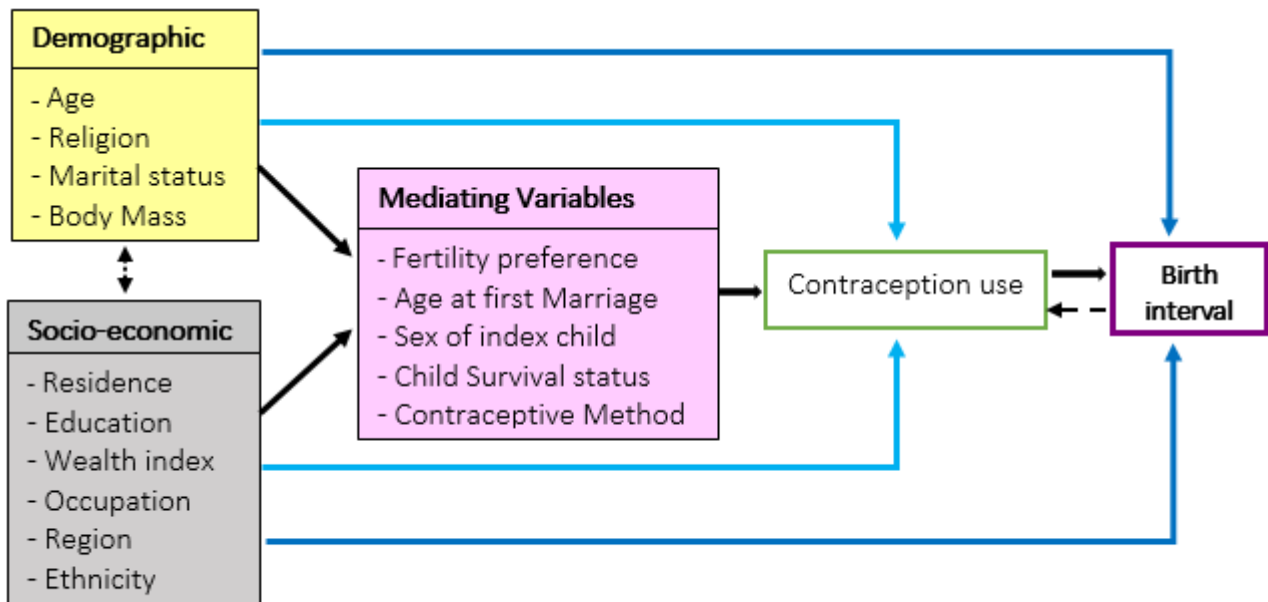 Demographic
- Age
- Religion
- Marital status
- Body Mass
Socio-economic
- Residence
- Education
- Wealth index
- Occupation
- Region
- Ethnicity
Mediating Variables
- Fertility preference
- Age at first Marriage
- Sex of index child
- Child Survival status
- Contraceptive Method
Contraception use
Birth
interval